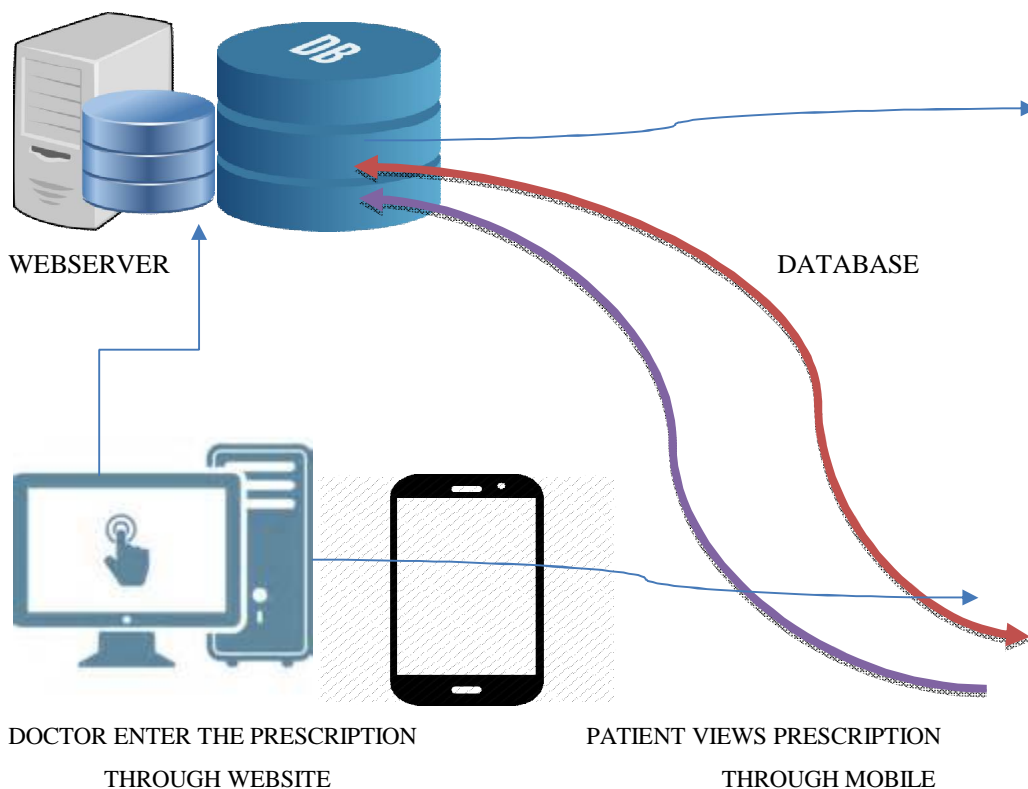 DB
WEBSERVER
DATABASE
DOCTOR ENTER THE PRESCRIPTION
THROUGH WEBSITE
PATIENT VIEWS PRESCRIPTION
THROUGH MOBILE